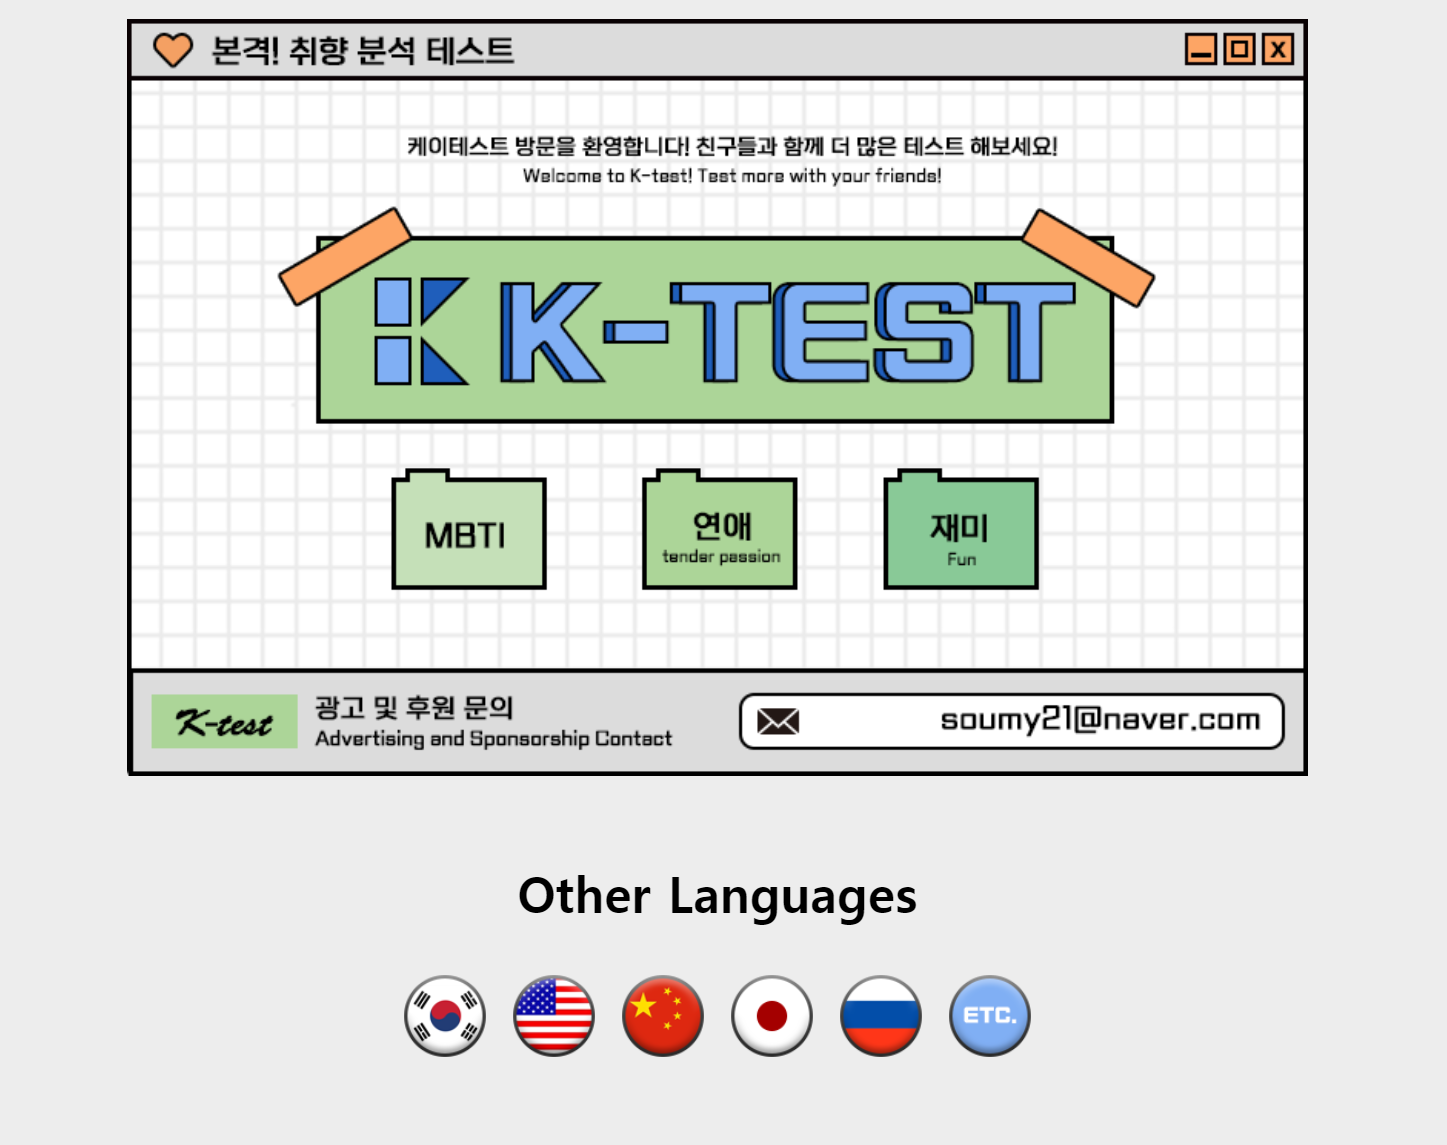 본격! 취향 분석 테스트
X
케이테스트 방문을 환영합니다! 친구들과 함께 더 많은 테스트 해보세요!
Welcome to K-test! Test more with your friends!
K-TEST
MBTI
연애
tender passion
재미
Fun
K-test
광고 및 후원 문의
Advertising and Sponsorship Contact
soumy21@naver.com
Other Languages
ETC.